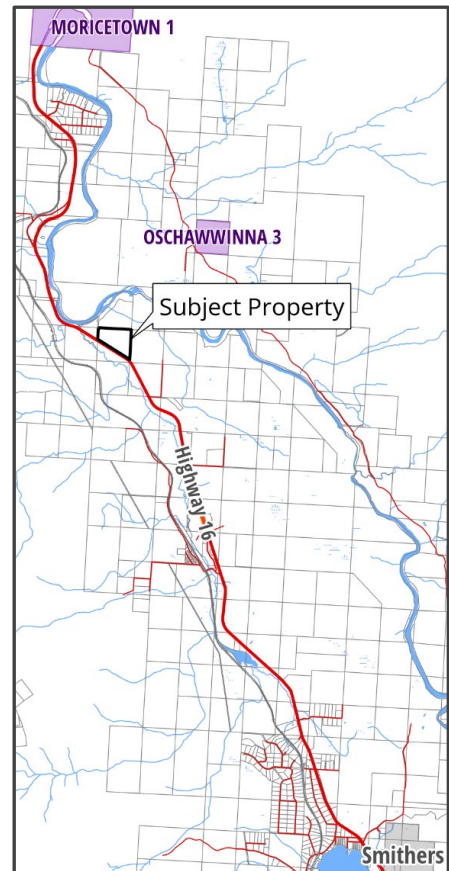 MORICETOWN 1
OSCHAWWINNA 3
Subject Property
Highway 16
Smithers